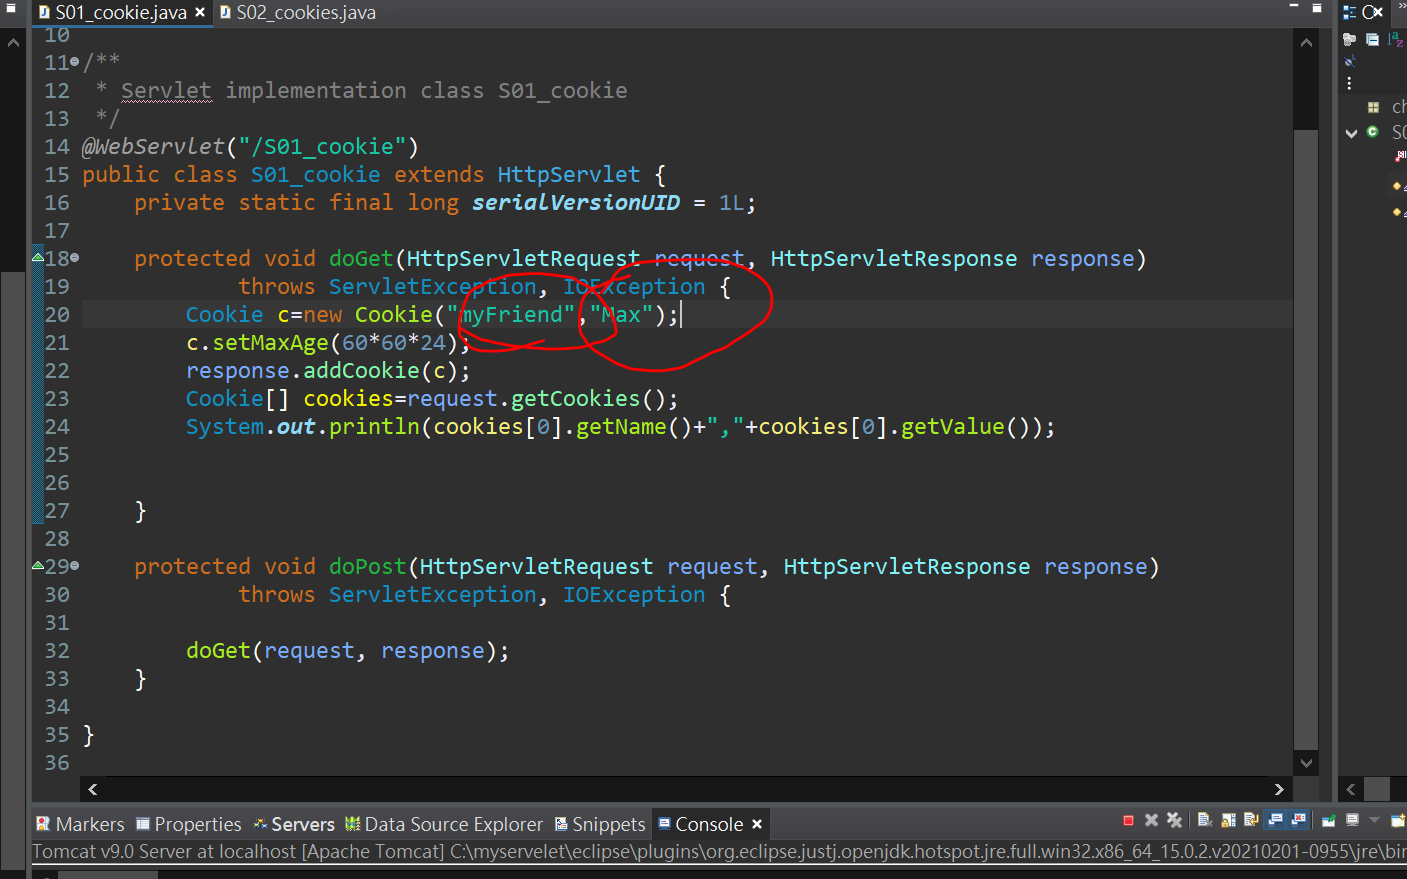 S01_cookie.java
S02_cookies.java
10
11 /**
12 * Servlet implementation class S01_cookie
13 */
14 @WebServlet("/S01_cookie")
15 public class S01_cookie extends HttpServlet {
16 private static final long serialVersionUID = 1L;
17
18 protected void doGet(HttpServletRequest request, HttpServletResponse response)
19 throws ServletException, IOException {
20 Cookie c=new Cookie("myFriend","Max");
21 c.setMaxAge(60*60*24);
22 response.addCookie(c);
23 Cookie[] cookies=request.getCookies();
24 System.out.println(cookies[0].getName()+","+cookies[0].getValue());
25
26
27 }
28
29 protected void doPost(HttpServletRequest request, HttpServletResponse response)
30 throws ServletException, IOException {
31
32 doGet(request, response);
33 }
34
35 }
36
Markers Properties Servers Data Source Explorer Snippets Console
Tomcat v9.0 Server at localhost [Apache Tomcat] C:\myservelet\eclipse\plugins\org.eclipse.justj.openjdk.hotspot.jre.full.win32.x86_64_15.0.2.v20210201-0955\jre\bin